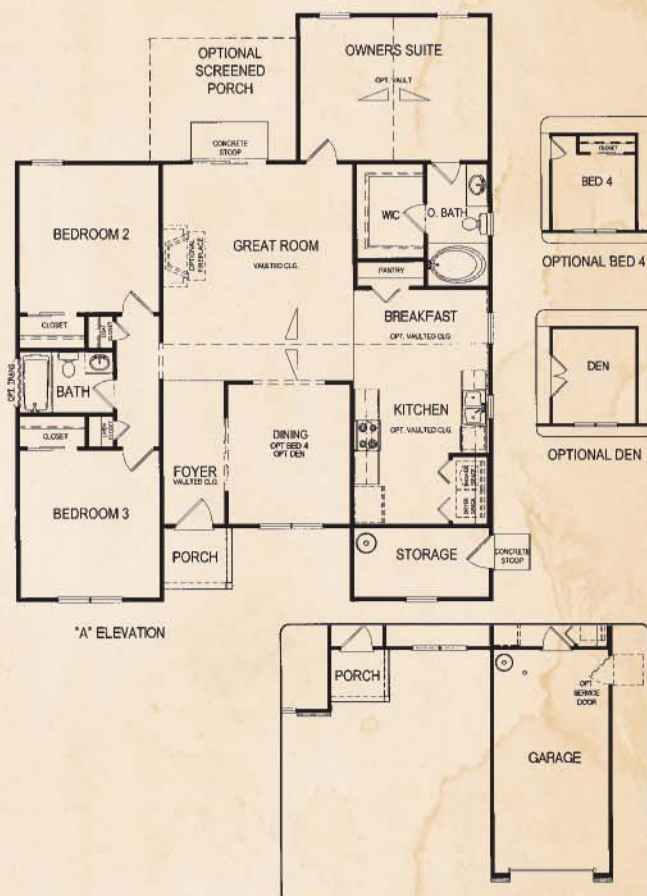 OPTIONAL
SCREENED
PORCH
OWNERS SUITE
OPT. VAULT
CONCRETE
STOOP
BEDROOM 2
GREAT ROOM
VAULTED CLG.
OPTIONAL
FIREPLACE
WIC
O. BATH
PANTRY
BREAKFAST
OPT. VAULTED CLG
CLOSET
BATH
OPT. TRANS.
CLOSET
KITCHEN
OPT. VAULTED CLG.
DINING
OPT BED 4
OPT DEN
FOYER
VAULTED CLG.
BEDROOM 3
PORCH
STORAGE
CONCRETE
STOOP
"A" ELEVATION
CLOSET
BED 4
OPTIONAL BED 4
DEN
OPTIONAL DEN
PORCH
OPT
SERVICE
DOOR
GARAGE